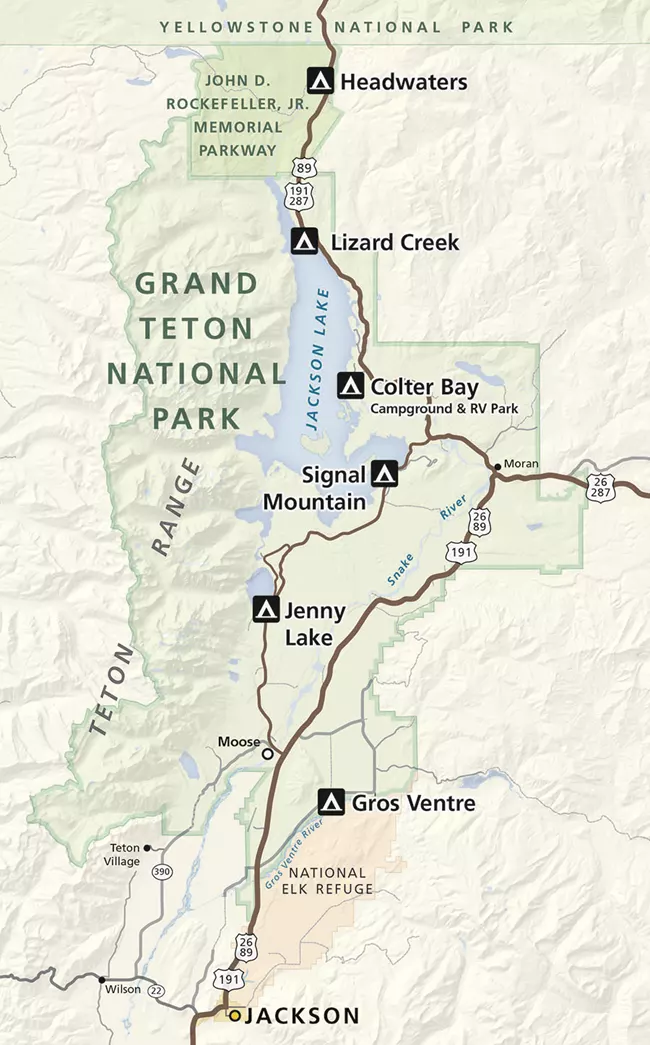 YELLOWSTONE NATIONAL PARK
JOHN D.
ROCKEFELLER, JR.
MEMORIAL
PARKWAY
Headwaters
89
191
287
Lizard Creek
GRAND
TETON
NATIONAL
PARK
JACKSON LAKE
Colter Bay
Campground & RV Park
Signal
Mountain
Moran
26
287
River
26
89
191
Snake
RANGE
TETON
Jenny
Lake
Moose
Gros Ventre
Gros Ventre River
Teton
Village
390
NATIONAL
ELK REFUGE
26
89
191
Wilson
22
JACKSON